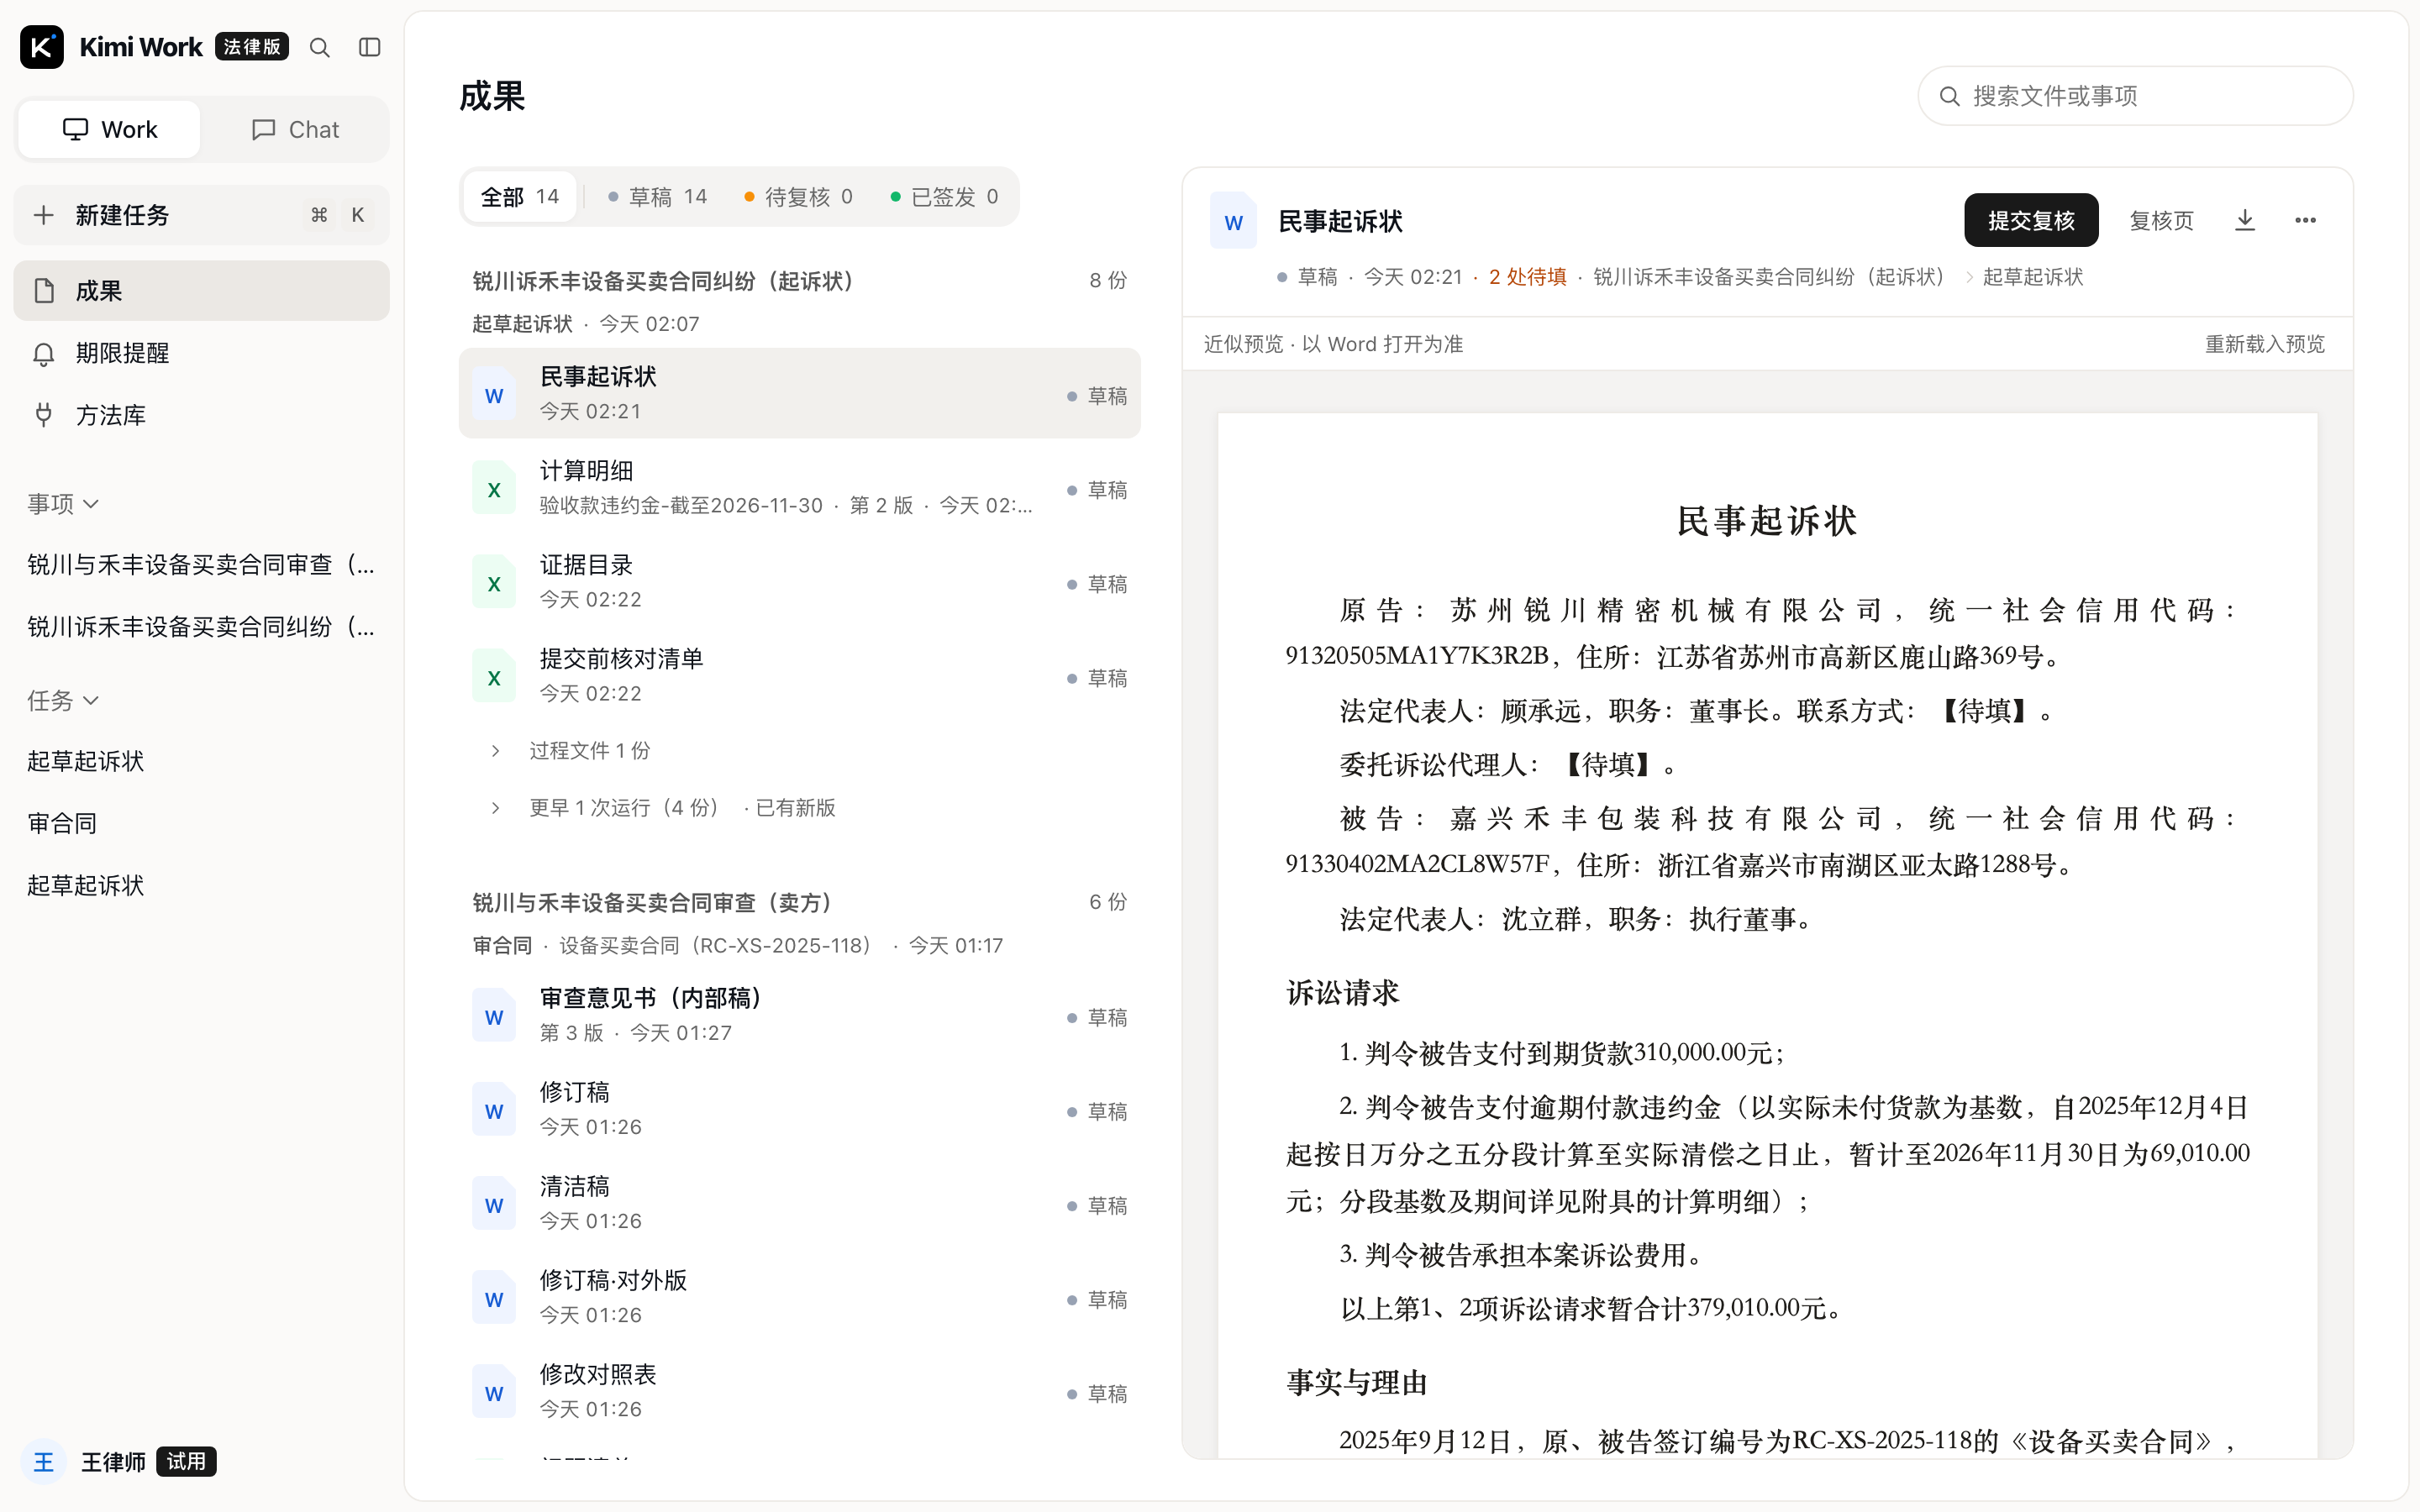 Kimi Work 法律版
Work
Chat
新建任务 ⌘ K
成果
期限提醒
方法库
事项
锐川与禾丰设备买卖合同审查（...
锐川诉禾丰设备买卖合同纠纷（...
任务
起草起诉状
审合同
起草起诉状
王 王律师 试用
成果
搜索文件或事项
全部 14 草稿 14 待复核 0 已签发 0
锐川诉禾丰设备买卖合同纠纷（起诉状） 8 份
起草起诉状 · 今天 02:07
W 民事起诉状
今天 02:21
草稿
X 计算明细
验收款违约金-截至2026-11-30 · 第 2 版 · 今天 02:...
草稿
X 证据目录
今天 02:22
草稿
X 提交前核对清单
今天 02:22
草稿
过程文件 1 份
更早 1 次运行（4 份） · 已有新版
锐川与禾丰设备买卖合同审查（卖方） 6 份
审合同 · 设备买卖合同（RC-XS-2025-118） · 今天 01:17
W 审查意见书（内部稿）
第 3 版 · 今天 01:27
草稿
W 修订稿
今天 01:26
草稿
W 清洁稿
今天 01:26
草稿
W 修订稿·对外版
今天 01:26
草稿
W 修改对照表
今天 01:26
草稿
W 民事起诉状
提交复核 复核页
草稿 · 今天 02:21 · 2 处待填 · 锐川诉禾丰设备买卖合同纠纷（起诉状） > 起草起诉状
近似预览 · 以 Word 打开为准 重新载入预览
民事起诉状
原告：苏州锐川精密机械有限公司，统一社会信用代码：
91320505MA1Y7K3R2B，住所：江苏省苏州市高新区鹿山路369号。
法定代表人：顾承远，职务：董事长。联系方式：【待填】。
委托诉讼代理人：【待填】。
被告：嘉兴禾丰包装科技有限公司，统一社会信用代码：
91330402MA2CL8W57F，住所：浙江省嘉兴市南湖区亚太路1288号。
法定代表人：沈立群，职务：执行董事。
诉讼请求
1. 判令被告支付到期货款310,000.00元；
2. 判令被告支付逾期付款违约金（以实际未付货款为基数，自2025年12月4日
起按日万分之五分段计算至实际清偿之日止，暂计至2026年11月30日为69,010.00
元；分段基数及期间详见附具的计算明细）；
3. 判令被告承担本案诉讼费用。
以上第1、2项诉讼请求暂合计379,010.00元。
事实与理由
2025年9月12日，原、被告签订编号为RC-XS-2025-118的《设备买卖合同》，